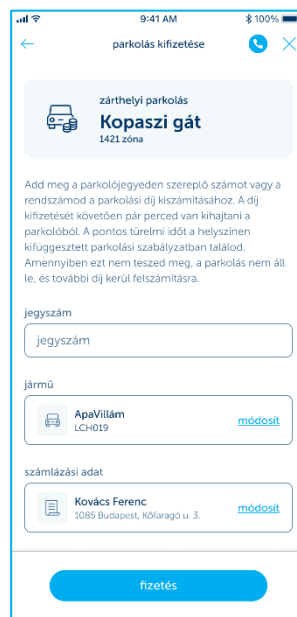 9:41 AM 100%
parkolás kifizetése
zárthelyi parkolás
Kopaszi gát
1421 zóna
Add meg a parkolójegyeden szereplő számot vagy a
rendszámod a parkolási díj kiszámításához. A díj
kifizetését követően pár perced van kihajtani a
parkolóból. A pontos türelmi időt a helyszínen
kifüggesztett parkolási szabályzatban találod.
Amennyiben ezt nem teszed meg, a parkolás nem áll
le, és további díj kerül felszámításra.
jegyszám
jegyszám
jármű
ApaVillám
LCH019
módosít
számlázási adat
Kovács Ferenc
1085 Budapest, Kőfaragó u. 3.
módosít
fizetés